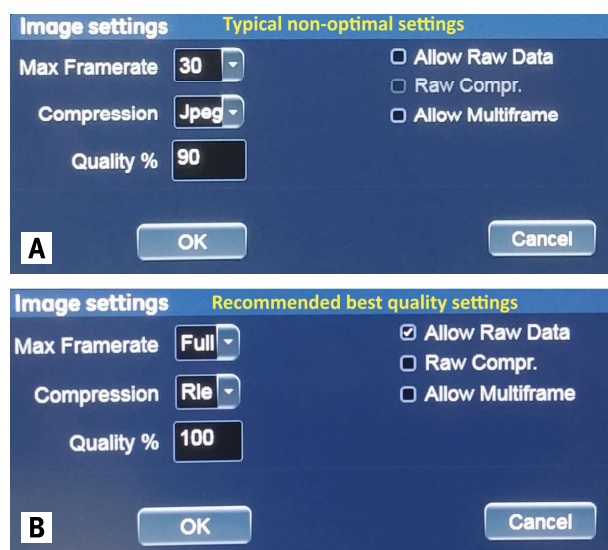 Image settings Typical non-optimal settings
Max Framerate 30 Allow Raw Data
Raw Compr.
Compression Jpeg Allow Multiframe
Quality % 90
OK Cancel
A
Image settings Recommended best quality settings
Max Framerate Full Allow Raw Data
Raw Compr.
Compression Rle Allow Multiframe
Quality % 100
OK Cancel
B